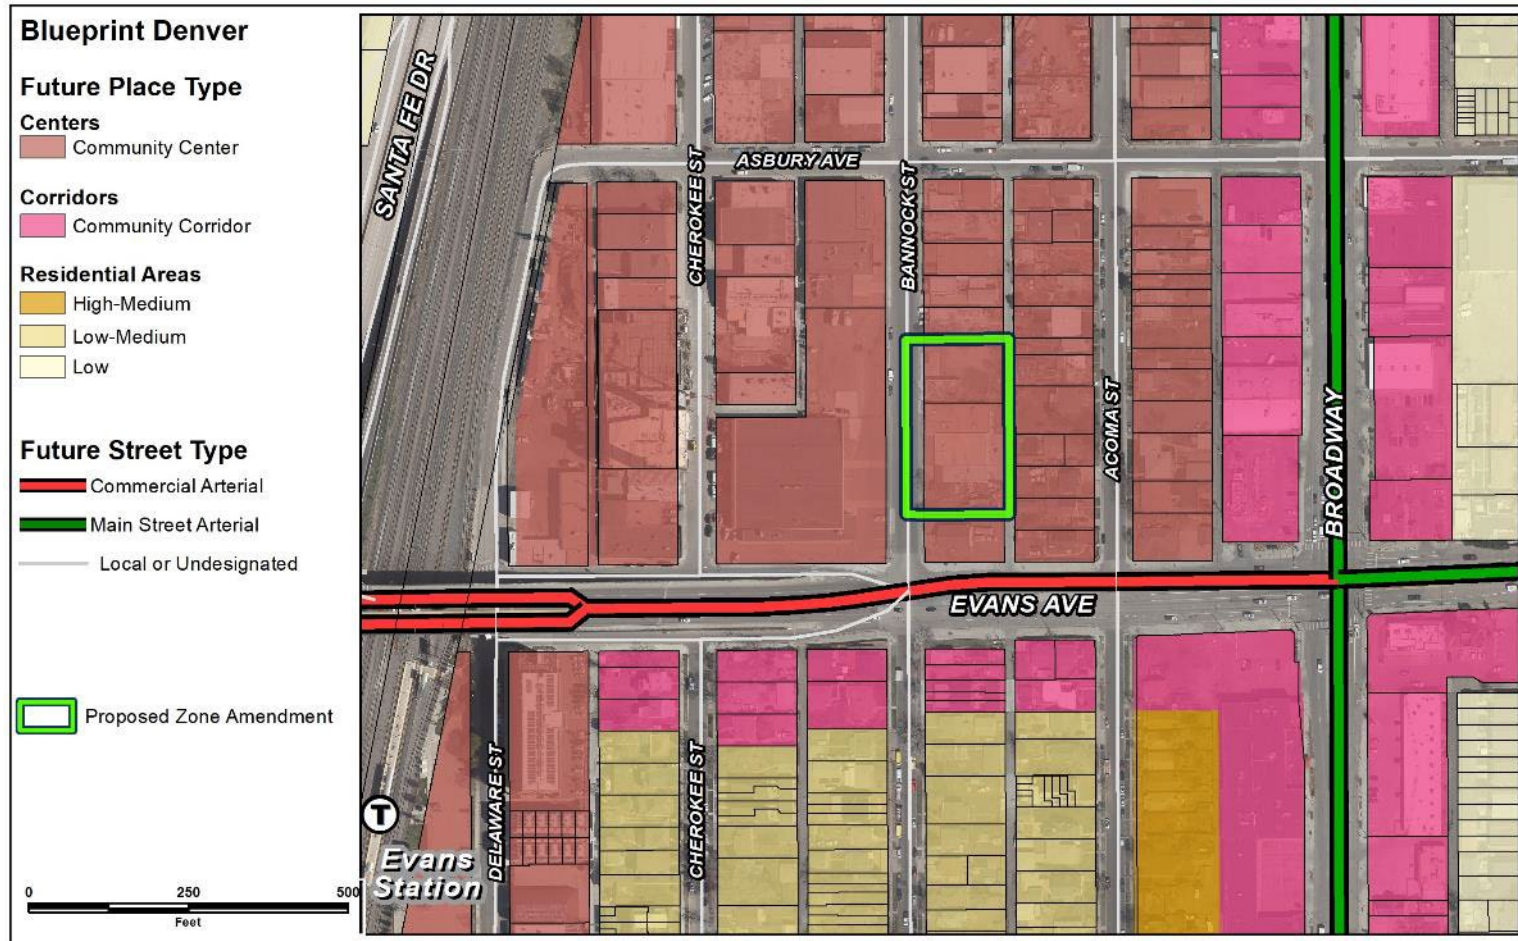 Blueprint Denver
Future Place Type
Centers
Community Center
Corridors
Community Corridor
Residential Areas
High-Medium
Low-Medium
Low
Future Street Type
Commercial Arterial
Main Street Arterial
Local or Undesignated
Proposed Zone Amendment
0 250 500
Feet
SANTA FE DR
CHEROKEE ST
ASBURY AVE
BANNOCK ST
ACOMA ST
BROADWAY
EVANS AVE
DELAWARE ST
CHEROKEE ST
T
Evans
Station